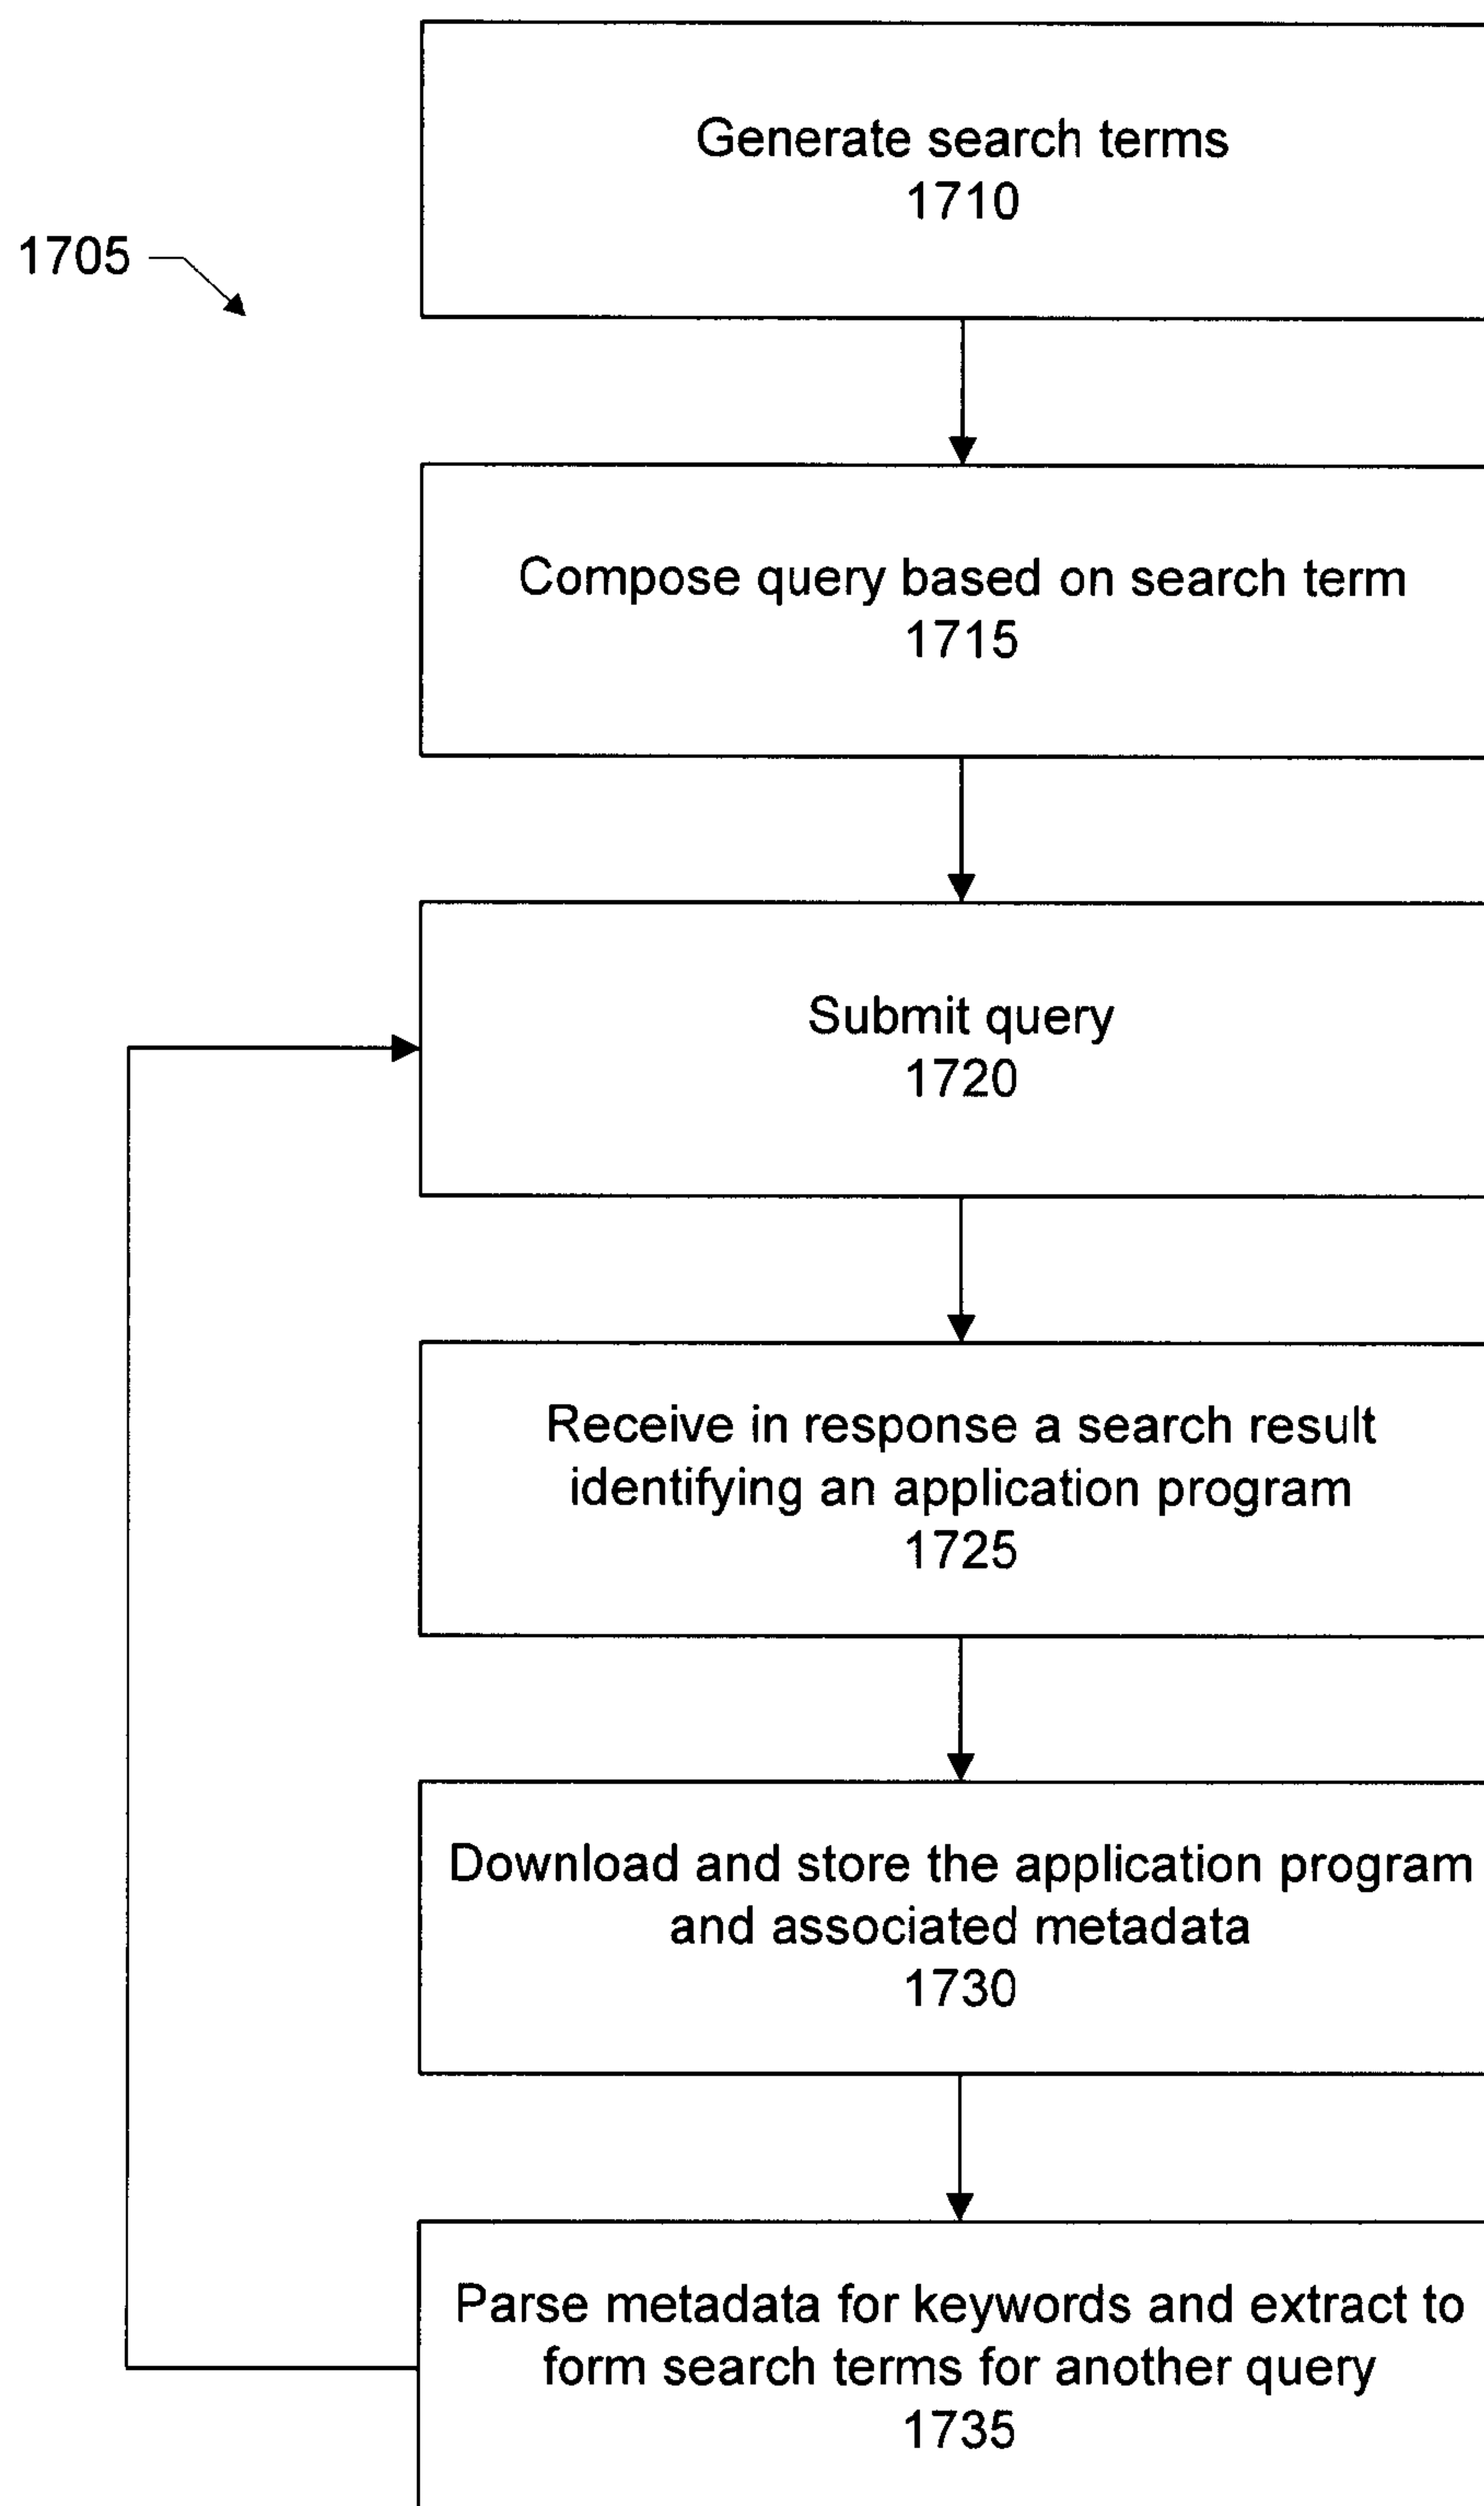 Generate search terms
1710
1705
Compose query based on search term
1715
Submit query
1720
Receive in response a search result
identifying an application program
1725
Download and store the application program
and associated metadata
1730
Parse metadata for keywords and extract to
form search terms for another query
1735